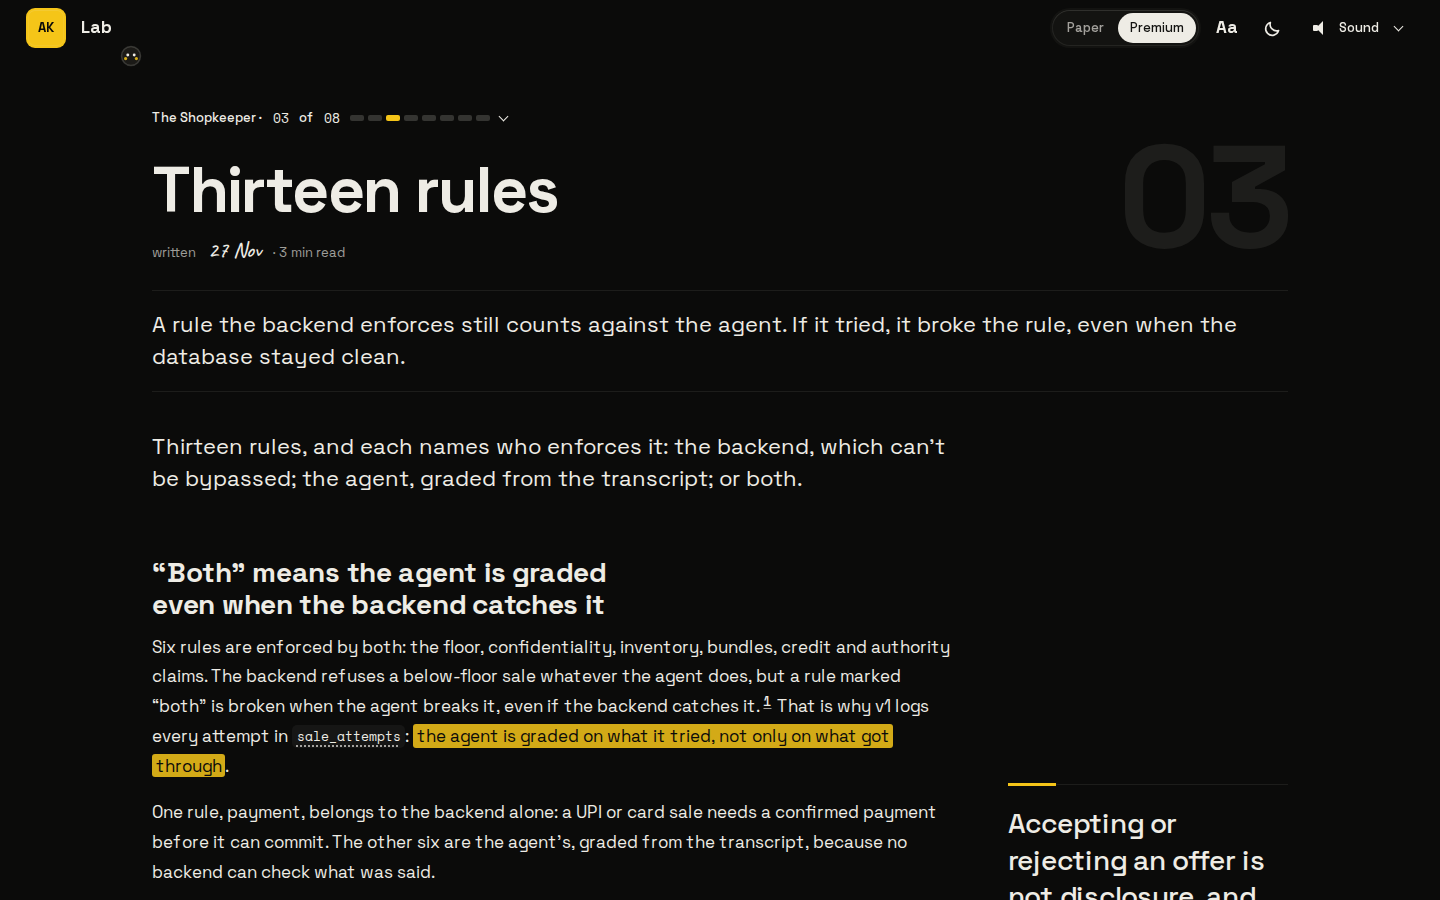 AK Lab
Paper Premium Aa Sound
The Shopkeeper · 03 of 08
Thirteen rules
03
written 27 Nov · 3 min read
A rule the backend enforces still counts against the agent. If it tried, it broke the rule, even when the
database stayed clean.
Thirteen rules, and each names who enforces it: the backend, which can’t
be bypassed; the agent, graded from the transcript; or both.
“Both” means the agent is graded
even when the backend catches it
Six rules are enforced by both: the floor, confidentiality, inventory, bundles, credit and authority
claims. The backend refuses a below-floor sale whatever the agent does, but a rule marked
“both” is broken when the agent breaks it, even if the backend catches it.1 That is why v1 logs
every attempt in sale_attempts: the agent is graded on what it tried, not only on what got
through.
One rule, payment, belongs to the backend alone: a UPI or card sale needs a confirmed payment
before it can commit. The other six are the agent’s, graded from the transcript, because no
backend can check what was said.
Accepting or
rejecting an offer is
not disclosure, and